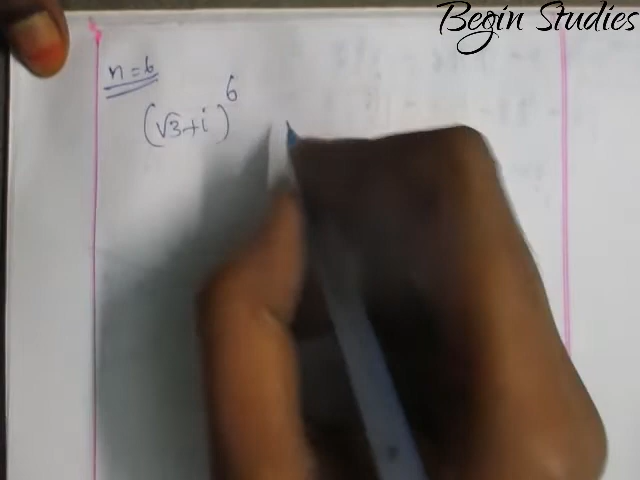 Begin Studies
n = 6
(√3+i)⁶